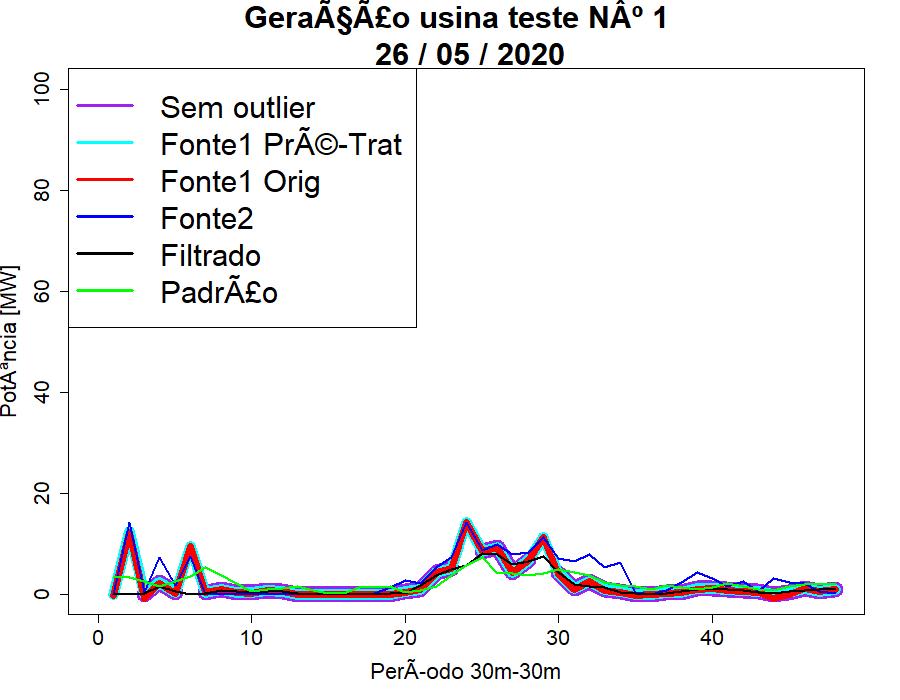 GeraÃ§Ã£o usina teste NÂº 1
26 / 05 / 2020
Sem outlier
Fonte1 PrÃ©-Trat
Fonte1 Orig
Fonte2
Filtrado
PadrÃ£o
PotÃªncia [MW]
100
80
60
40
20
0
0 10 20 30 40
PerÃ-odo 30m-30m